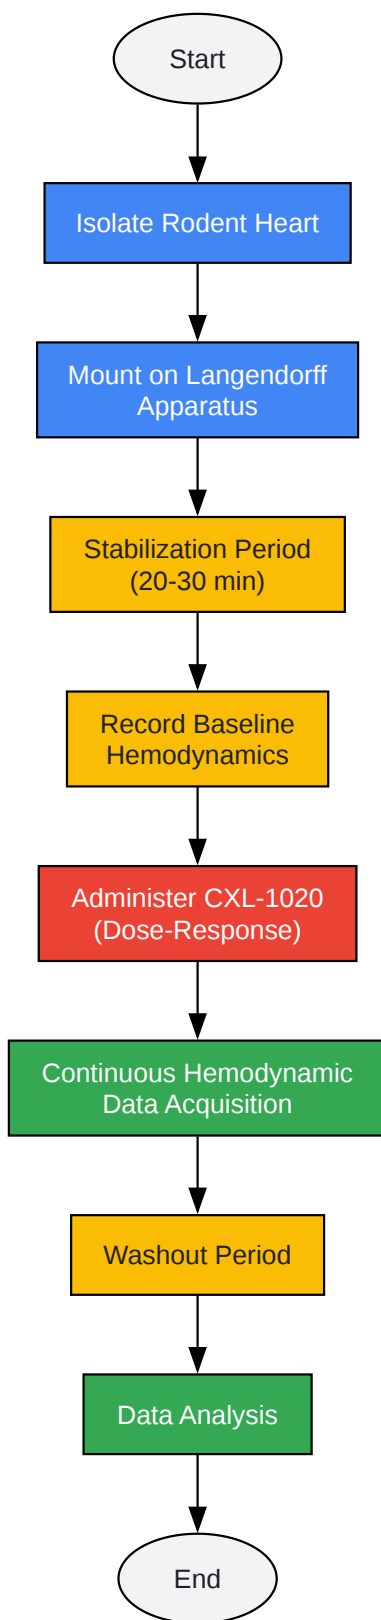 Start
Isolate Rodent Heart
Mount on Langendorff
Apparatus
Stabilization Period
(20-30 min)
Record Baseline
Hemodynamics
Administer CXL-1020
(Dose-Response)
Continuous Hemodynamic
Data Acquisition
Washout Period
Data Analysis
End